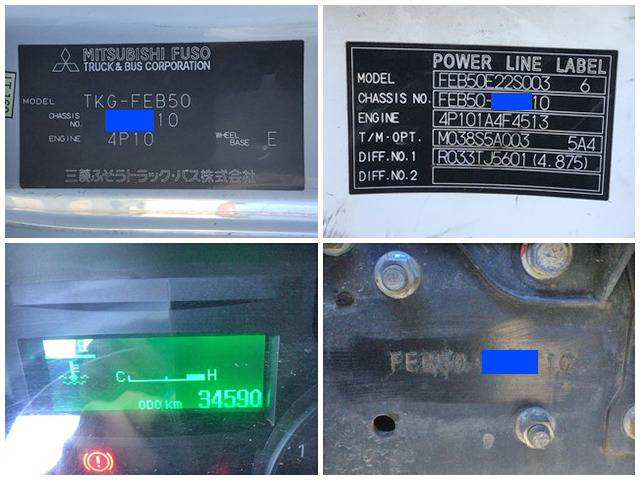 MITSUBISHI FUSO
TRUCK & BUS CORPORATION
MODEL TKG-FEB50
CHASSIS NO. 10
ENGINE 4P10 WHEEL BASE E
三菱ふそうトラック・バス株式会社
POWER LINE LABEL
MODEL FEB50E22S003 6
CHASSIS NO. FEB50- 10
ENGINE 4P101A4F4513
T/M・OPT. M038S5A003 5A4
DIFF.NO.1 R033TJ5601 (4.875)
DIFF.NO.2
C H
ODO km 34590
1
FEB50- 10